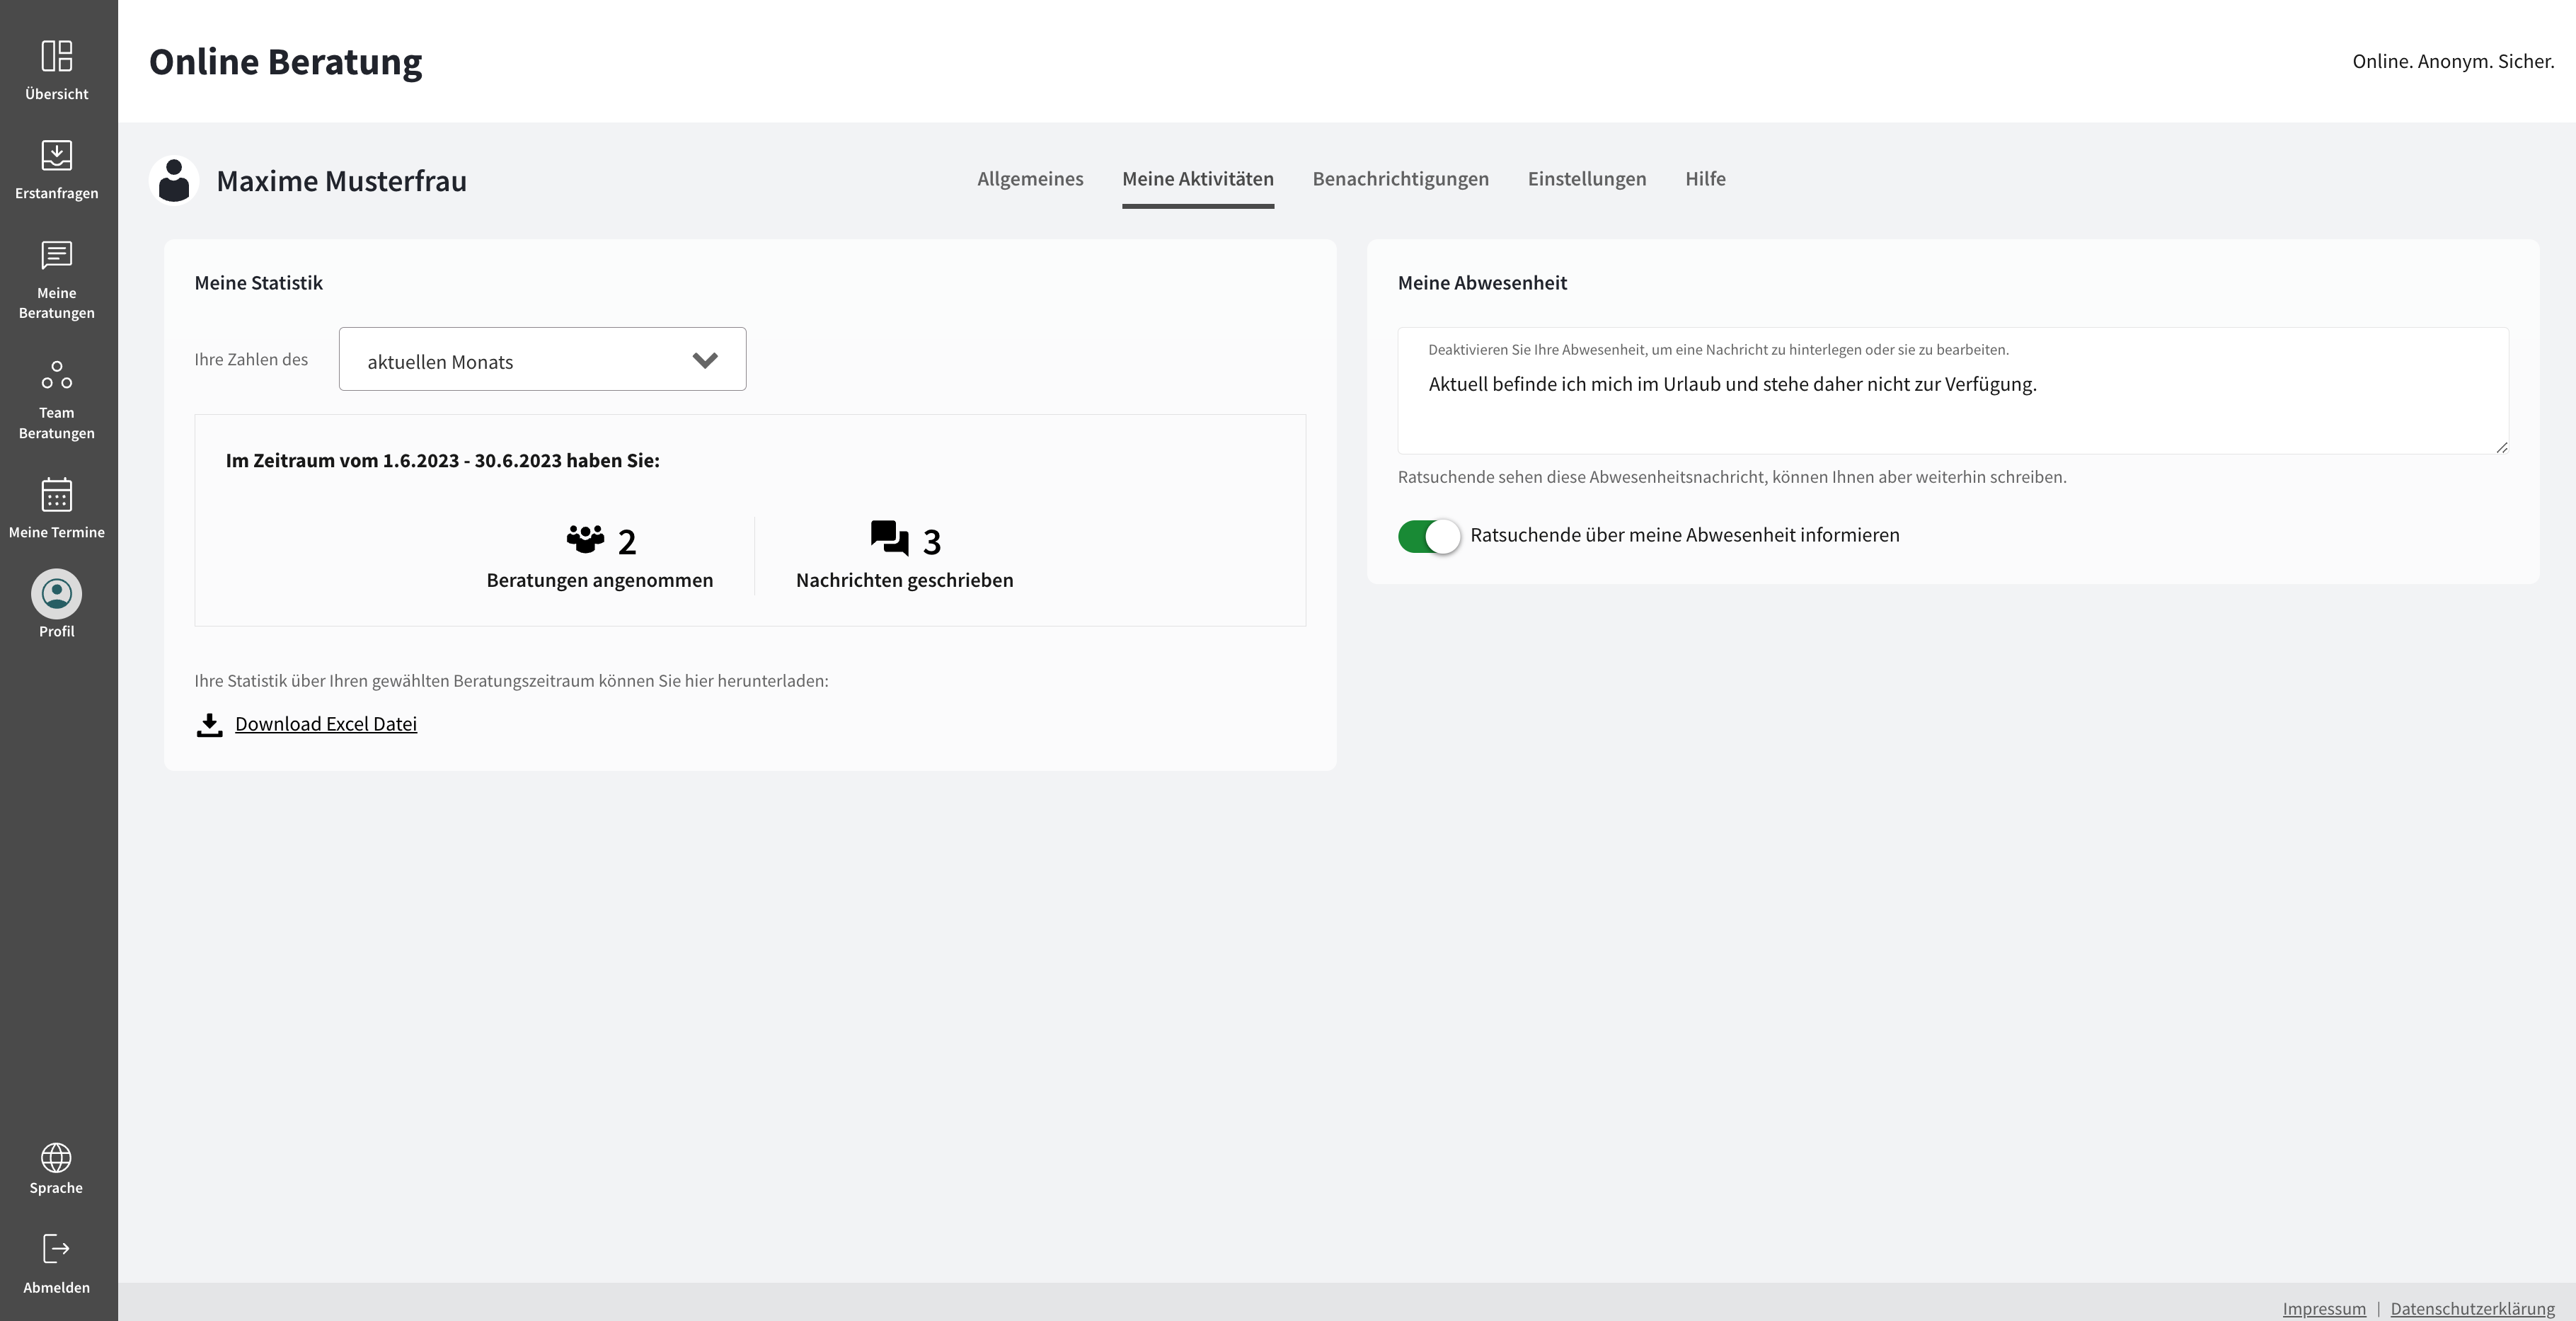 Übersicht
Erstanfragen
Meine
Beratungen
Team
Beratungen
Meine Termine
Profil
Sprache
Abmelden
Online Beratung
Online. Anonym. Sicher.
Maxime Musterfrau
Allgemeines
Meine Aktivitäten
Benachrichtigungen
Einstellungen
Hilfe
Meine Statistik
Ihre Zahlen des
aktuellen Monats
Im Zeitraum vom 1.6.2023 - 30.6.2023 haben Sie:
2
Beratungen angenommen
3
Nachrichten geschrieben
Ihre Statistik über Ihren gewählten Beratungszeitraum können Sie hier herunterladen:
Download Excel Datei
Meine Abwesenheit
Deaktivieren Sie Ihre Abwesenheit, um eine Nachricht zu hinterlegen oder sie zu bearbeiten.
Aktuell befinde ich mich im Urlaub und stehe daher nicht zur Verfügung.
Ratsuchende sehen diese Abwesenheitsnachricht, können Ihnen aber weiterhin schreiben.
Ratsuchende über meine Abwesenheit informieren
Impressum | Datenschutzerklärung